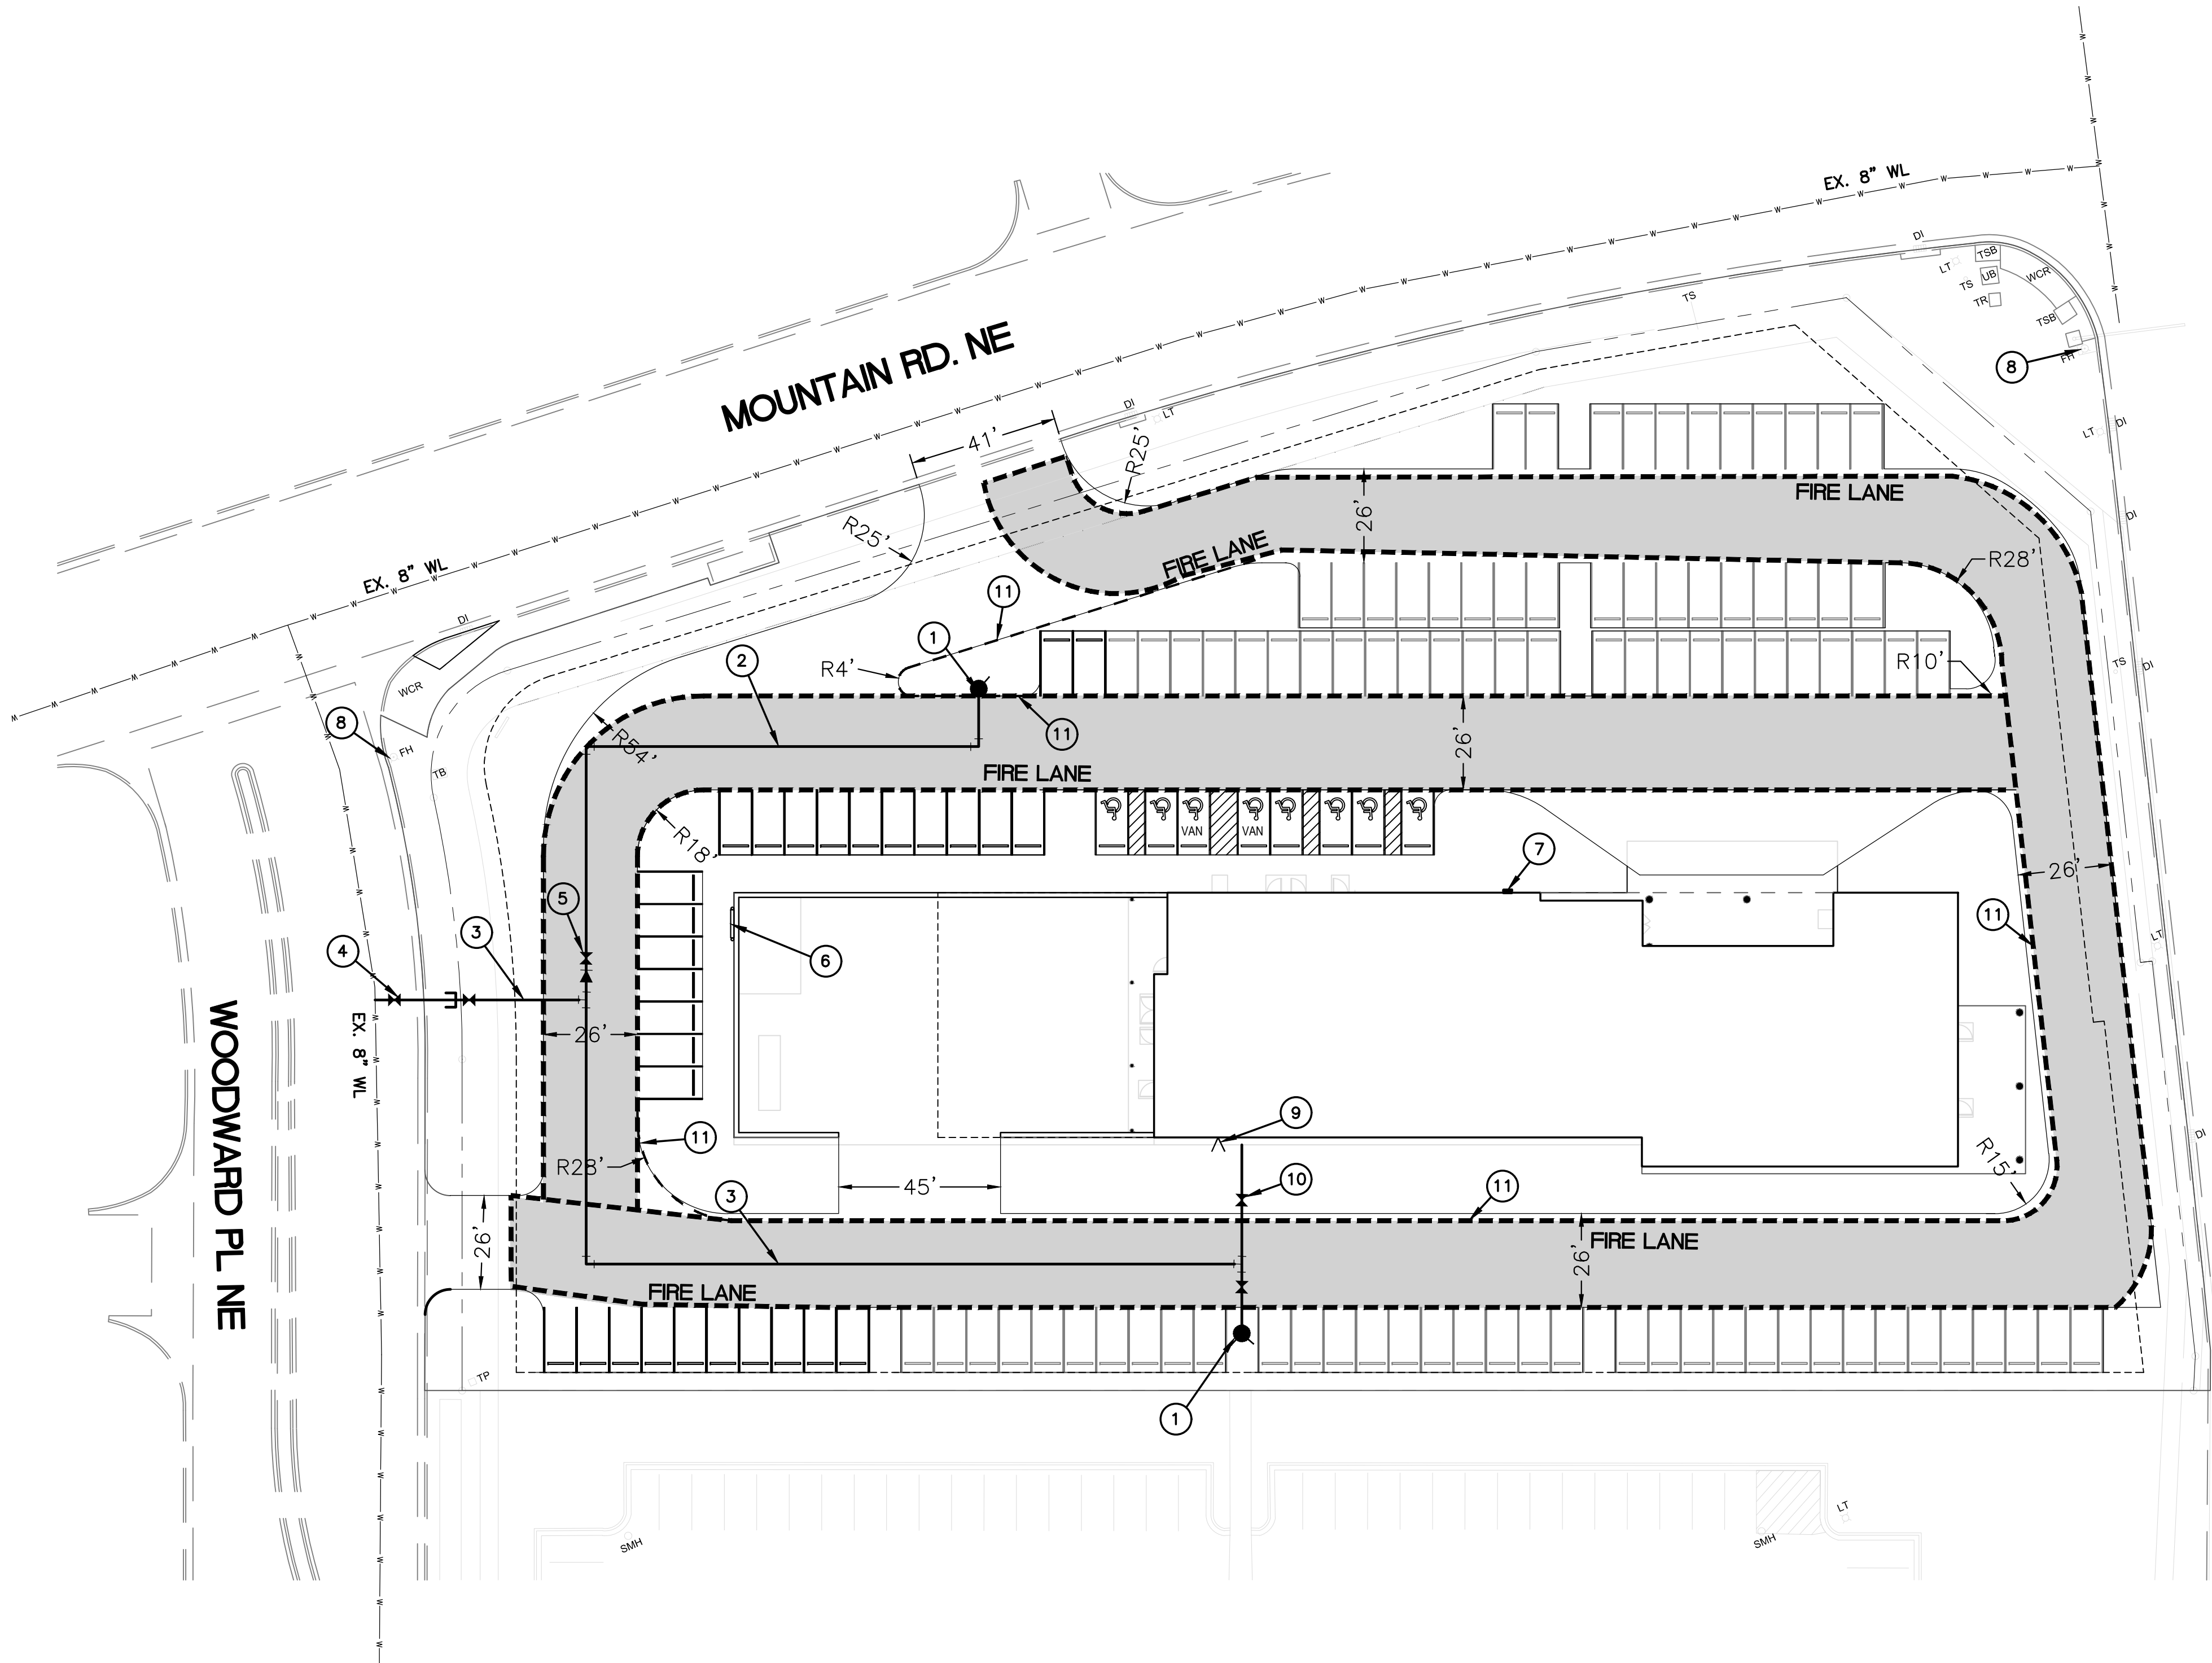 EX. 8" WL
DI
TSB
LT
UB
WCR
TS
TR
TS
TSB
MOUNTAIN RD. NE
FH
8
DI
LT
41'
DI
LT
R25'
FIRE LANE
26'
DI
R25'
FIRE LANE
EX. 8" WL
R28'
11
DI
1
2
R4'
R10'
TS
DI
WCR
8
FH
11
R54'
26'
TB
FIRE LANE
VAN
VAN
R18'
7
26'
5
11
3
4
6
LT
WOODWARD PL NE
EX. 8" WL
26'
9
11
DI
R28'
R15'
3
45'
10
11
26'
26'
FIRE LANE
FIRE LANE
TP
1
LT
SMH
SMH
W